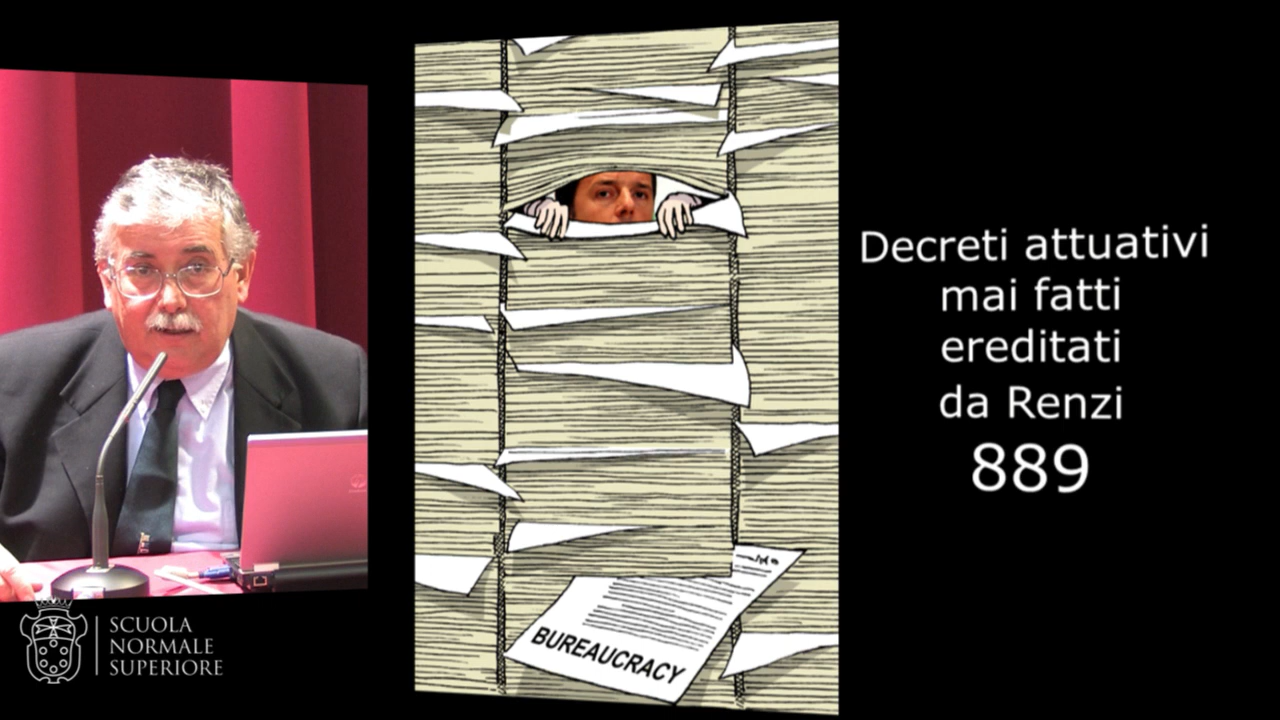 Decreti attuativi
mai fatti
ereditati
da Renzi
889
BUREAUCRACY
SCUOLA
NORMALE
SUPERIORE